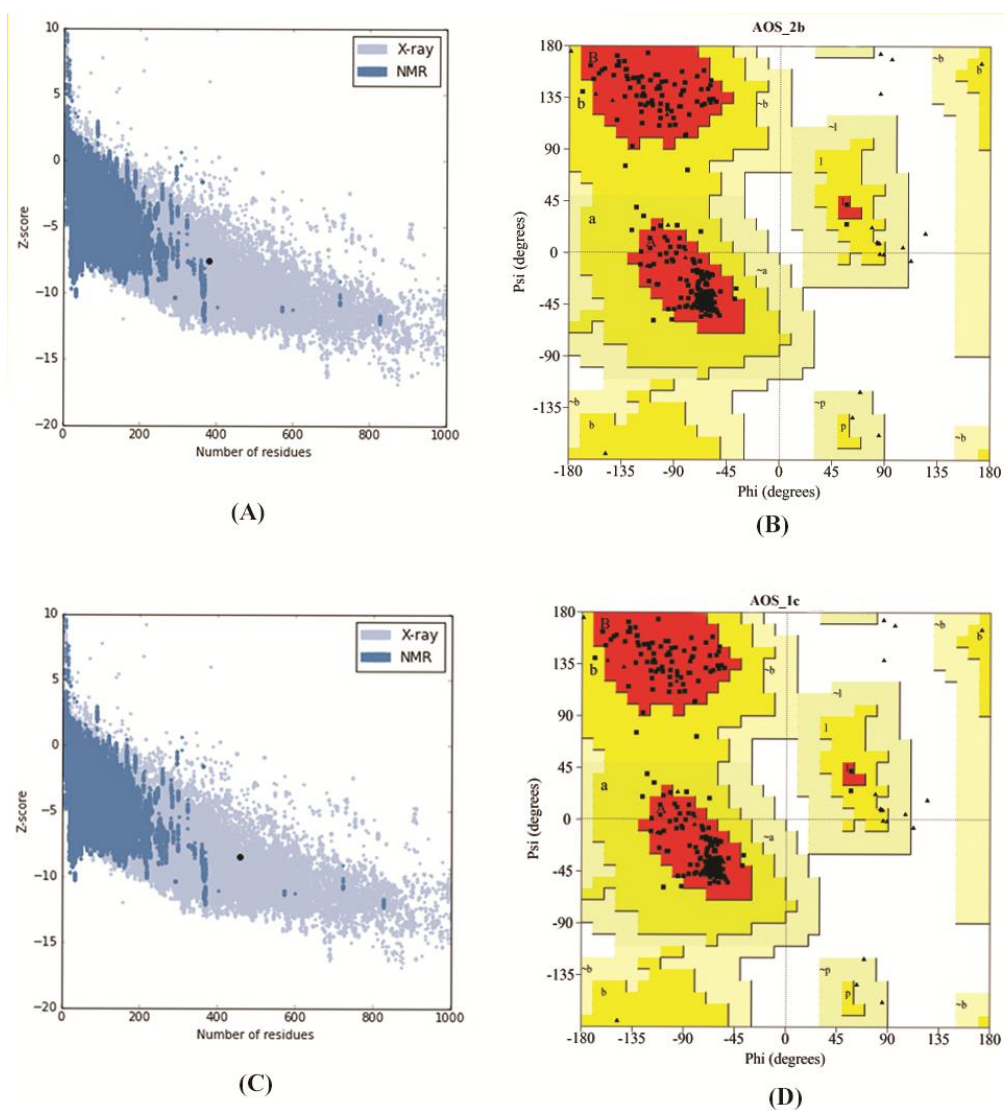 10
5
0
-5
-10
-15
-20
Z-score
X-ray
NMR
0 200 400 600 800 1000
Number of residues
(A)
AOS_2b
180
135
90
45
0
-45
-90
-135
-180
Psi (degrees)
B
~b
b
b
~b
~l
l
a
A
~a
~b
~p
b
p
~b
-180 -135 -90 -45 0 45 90 135 180
Phi (degrees)
(B)
10
5
0
-5
-10
-15
-20
Z-score
X-ray
NMR
0 200 400 600 800 1000
Number of residues
(C)
AOS_1c
180
135
90
45
0
-45
-90
-135
-180
Psi (degrees)
B
~b
b
b
~b
~l
l
a
A
~a
~b
~p
b
p
~b
-180 -135 -90 -45 0 45 90 135 180
Phi (degrees)
(D)